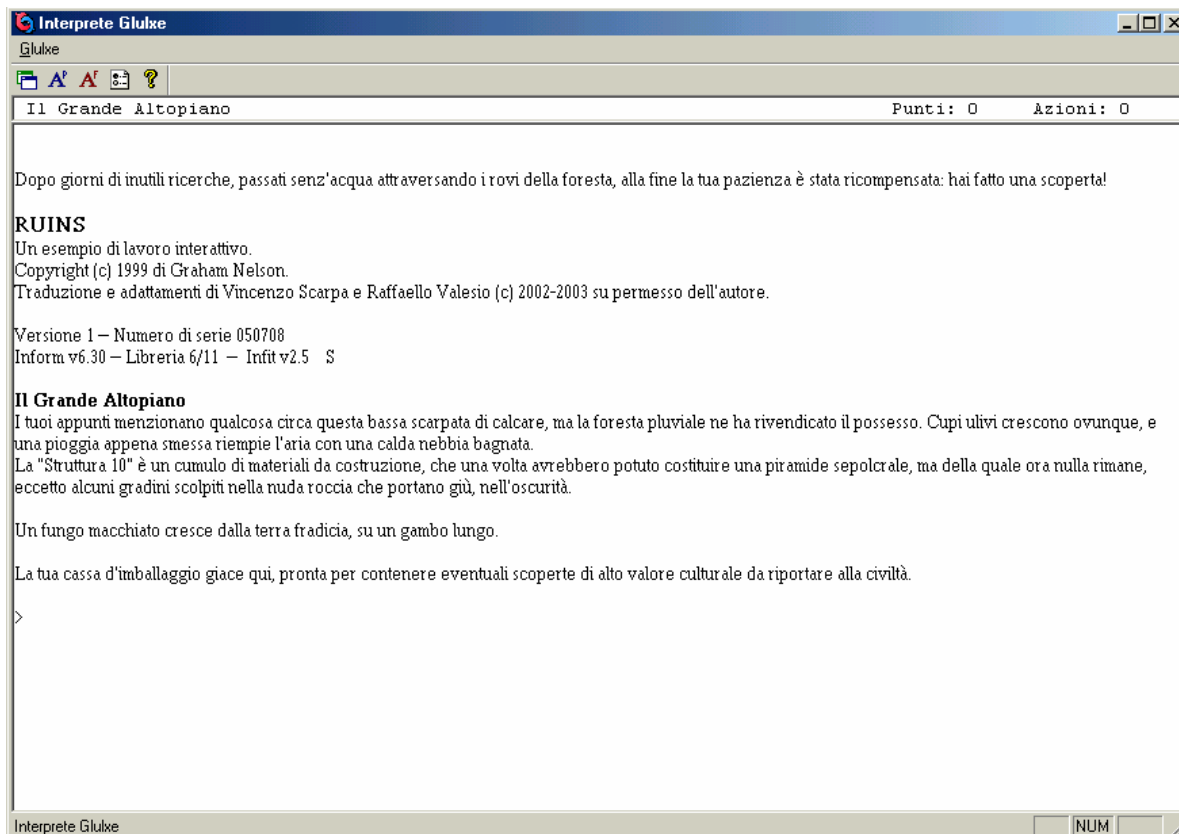 Interprete Glulxe
Glulxe
Il Grande Altopiano Punti: 0 Azioni: 0
Dopo giorni di inutili ricerche, passati senz'acqua attraversando i rovi della foresta, alla fine la tua pazienza è stata ricompensata: hai fatto una scoperta!
RUINS
Un esempio di lavoro interattivo.
Copyright (c) 1999 di Graham Nelson.
Traduzione e adattamenti di Vincenzo Scarpa e Raffaello Valesio (c) 2002-2003 su permesso dell'autore.
Versione 1 – Numero di serie 050708
Inform v6.30 – Libreria 6/11 – Infit v2.5 S
Il Grande Altopiano
I tuoi appunti menzionano qualcosa circa questa bassa scarpata di calcare, ma la foresta pluviale ne ha rivendicato il possesso. Cupi ulivi crescono ovunque, e
una pioggia appena smessa riempie l'aria con una calda nebbia bagnata.
La "Struttura 10" è un cumulo di materiali da costruzione, che una volta avrebbero potuto costituire una piramide sepolcrale, ma della quale ora nulla rimane,
eccetto alcuni gradini scolpiti nella nuda roccia che portano giù, nell'oscurità.
Un fungo macchiato cresce dalla terra fradicia, su un gambo lungo.
La tua cassa d'imballaggio giace qui, pronta per contenere eventuali scoperte di alto valore culturale da riportare alla civiltà.
>
Interprete Glulxe NUM